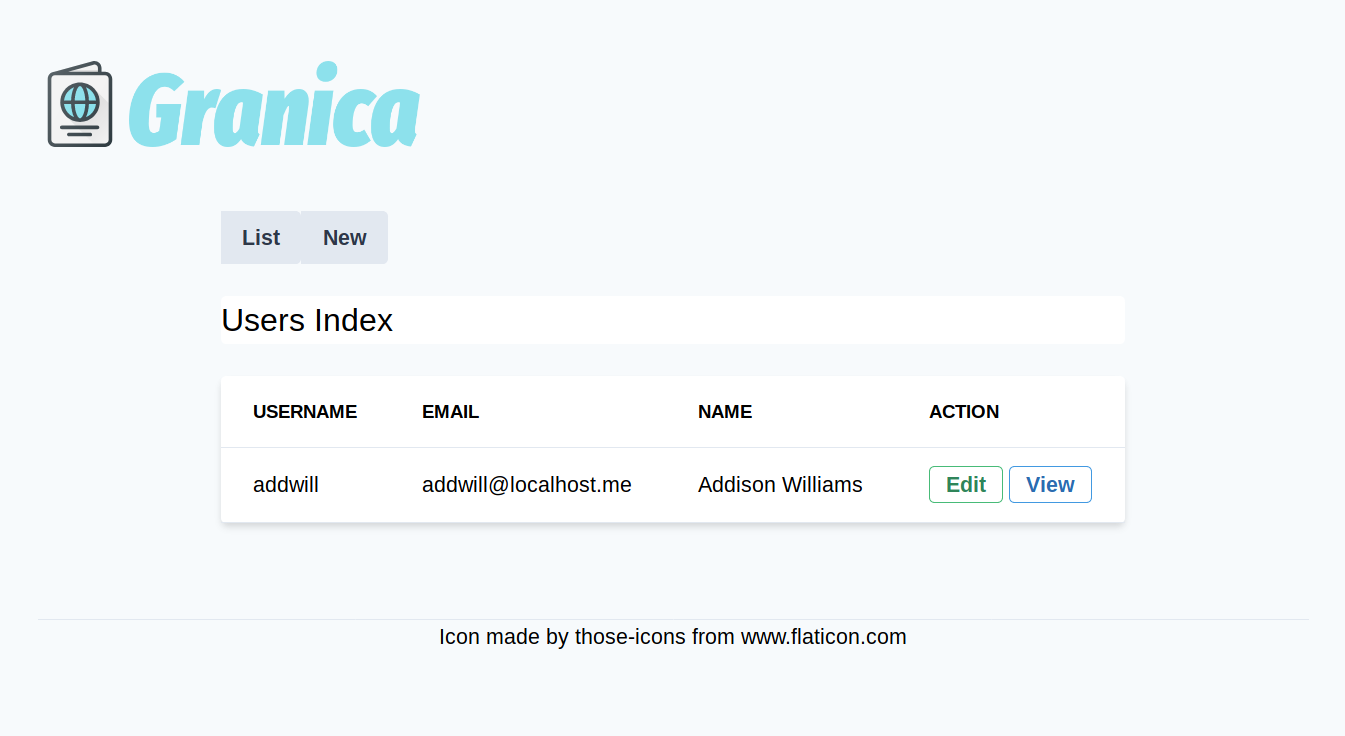 Granica
List New
Users Index
USERNAME EMAIL NAME ACTION
addwill addwill@localhost.me Addison Williams Edit View
Icon made by those-icons from www.flaticon.com